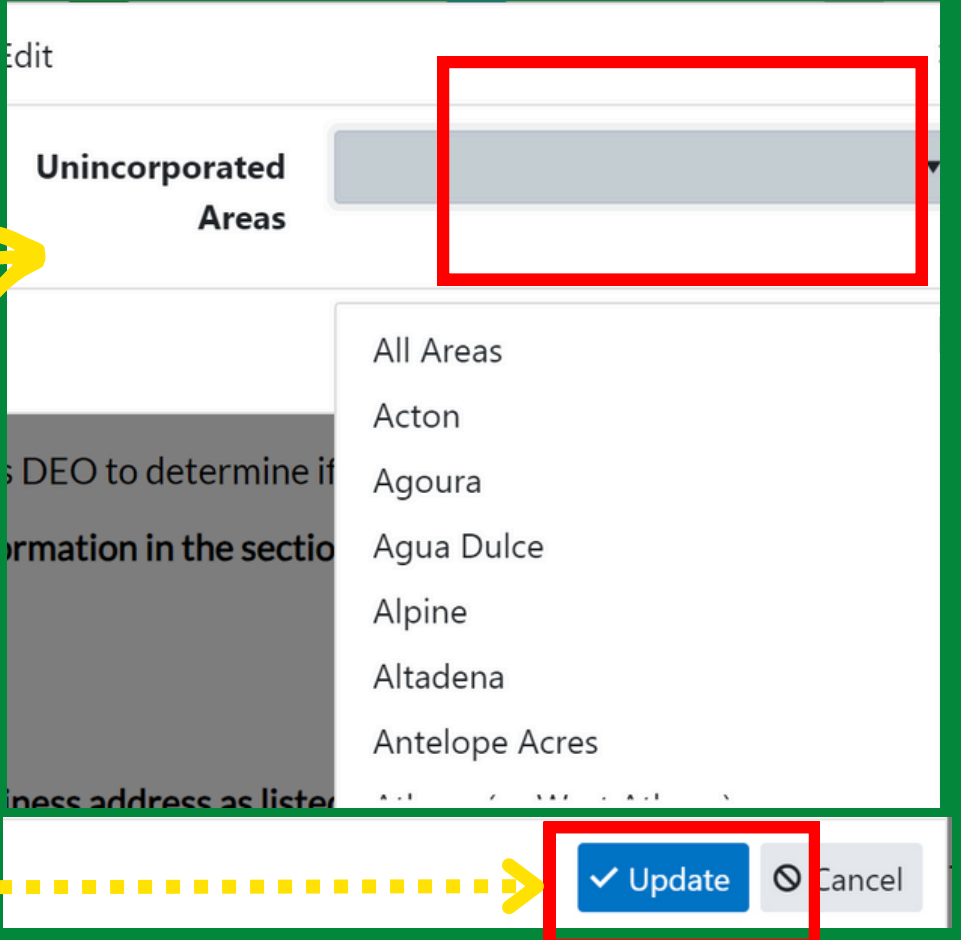 Edit
Unincorporated
Areas
All Areas
Acton
Agoura
s DEO to determine if
Agua Dulce
ormation in the sectio
Alpine
Altadena
Antelope Acres
iness address as listed
Update
Cancel